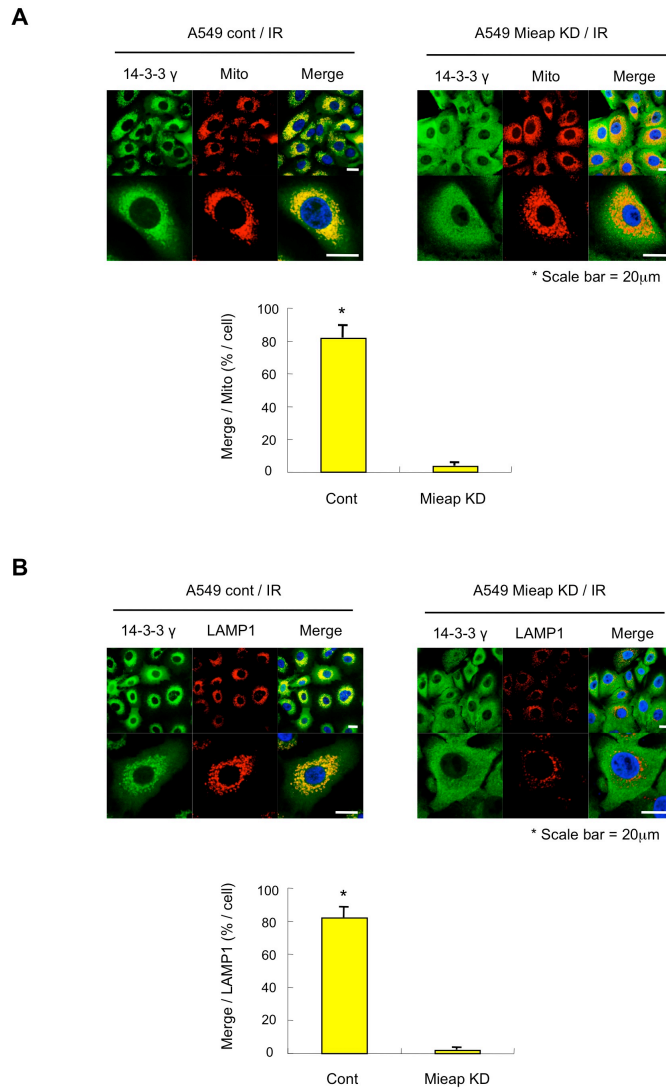 A
A549 cont / IR
A549 Mieap KD / IR
14-3-3 γ Mito Merge
14-3-3 γ Mito Merge
* Scale bar = 20μm
Merge / Mito (% / cell)
100
80
60
40
20
0
*
Cont Mieap KD
B
A549 cont / IR
A549 Mieap KD / IR
14-3-3 γ LAMP1 Merge
14-3-3 γ LAMP1 Merge
* Scale bar = 20μm
Merge / LAMP1 (% / cell)
100
80
60
40
20
0
*
Cont Mieap KD